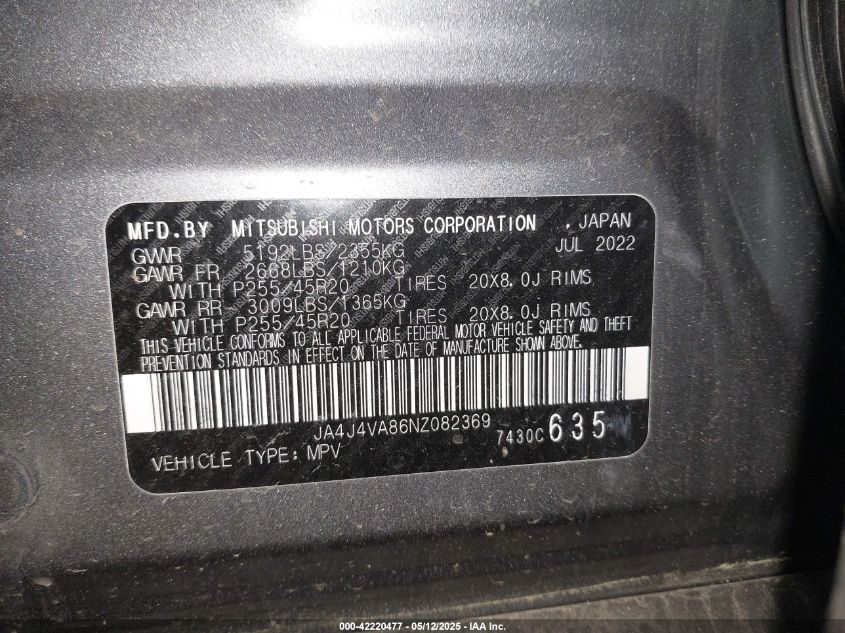 MFD.BY MITSUBISHI MOTORS CORPORATION , JAPAN
GVWR 5192LBS/2355KG JUL 2022
GAWR FR 2668LBS/1210KG
WITH P255/45R20 TIRES 20X8.0J RIMS
GAWR RR 3009LBS/1365KG
WITH P255/45R20 TIRES 20X8.0J RIMS
THIS VEHICLE CONFORMS TO ALL APPLICABLE FEDERAL MOTOR VEHICLE SAFETY AND THEFT
PREVENTION STANDARDS IN EFFECT ON THE DATE OF MANUFACTURE SHOWN ABOVE.
JA4J4VA86NZ082369 7430C 635
VEHICLE TYPE: MPV
000-42220477 - 05/12/2025 - IAA Inc.